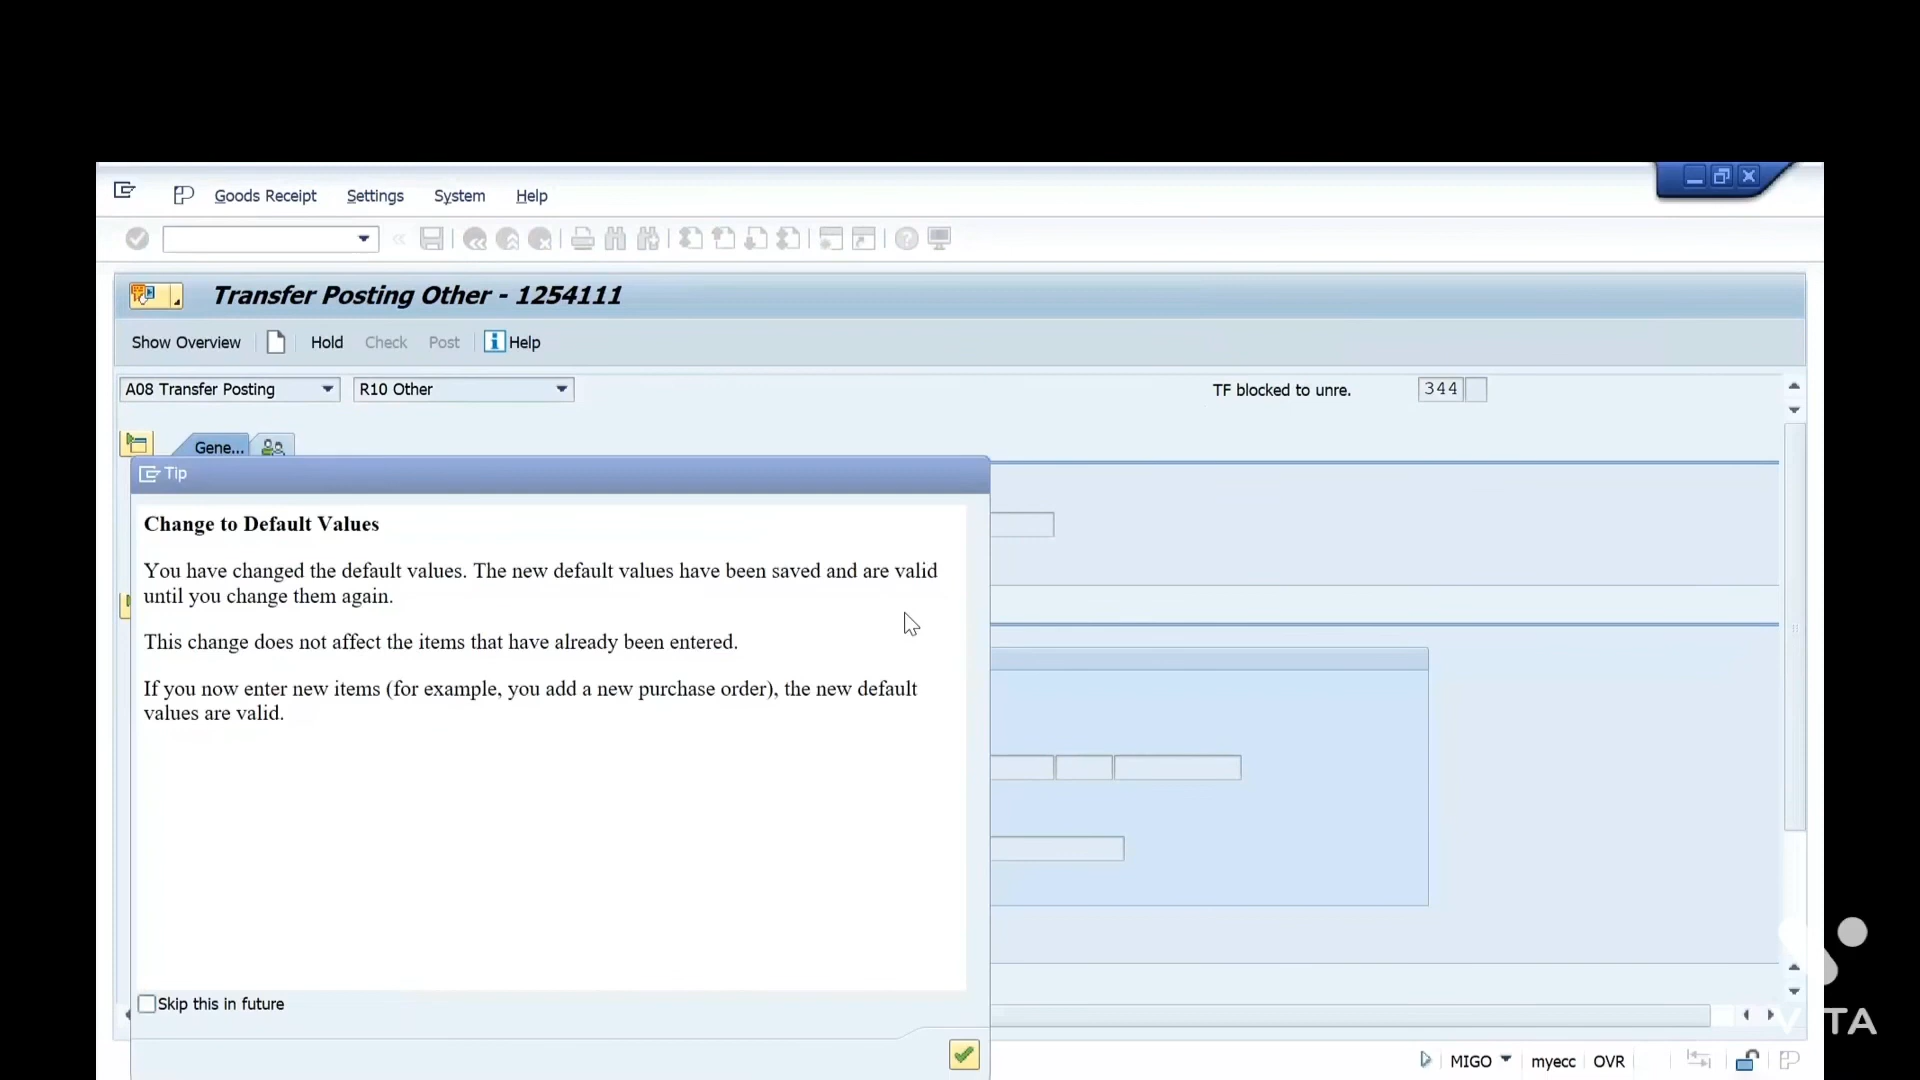 Goods Receipt Settings System Help
Transfer Posting Other - 1254111
Show Overview Hold Check Post Help
A08 Transfer Posting R10 Other TF blocked to unre. 344
Gene...
Tip
Change to Default Values
You have changed the default values. The new default values have been saved and are valid
until you change them again.
This change does not affect the items that have already been entered.
If you now enter new items (for example, you add a new purchase order), the new default
values are valid.
Skip this in future
MIGO myecc OVR